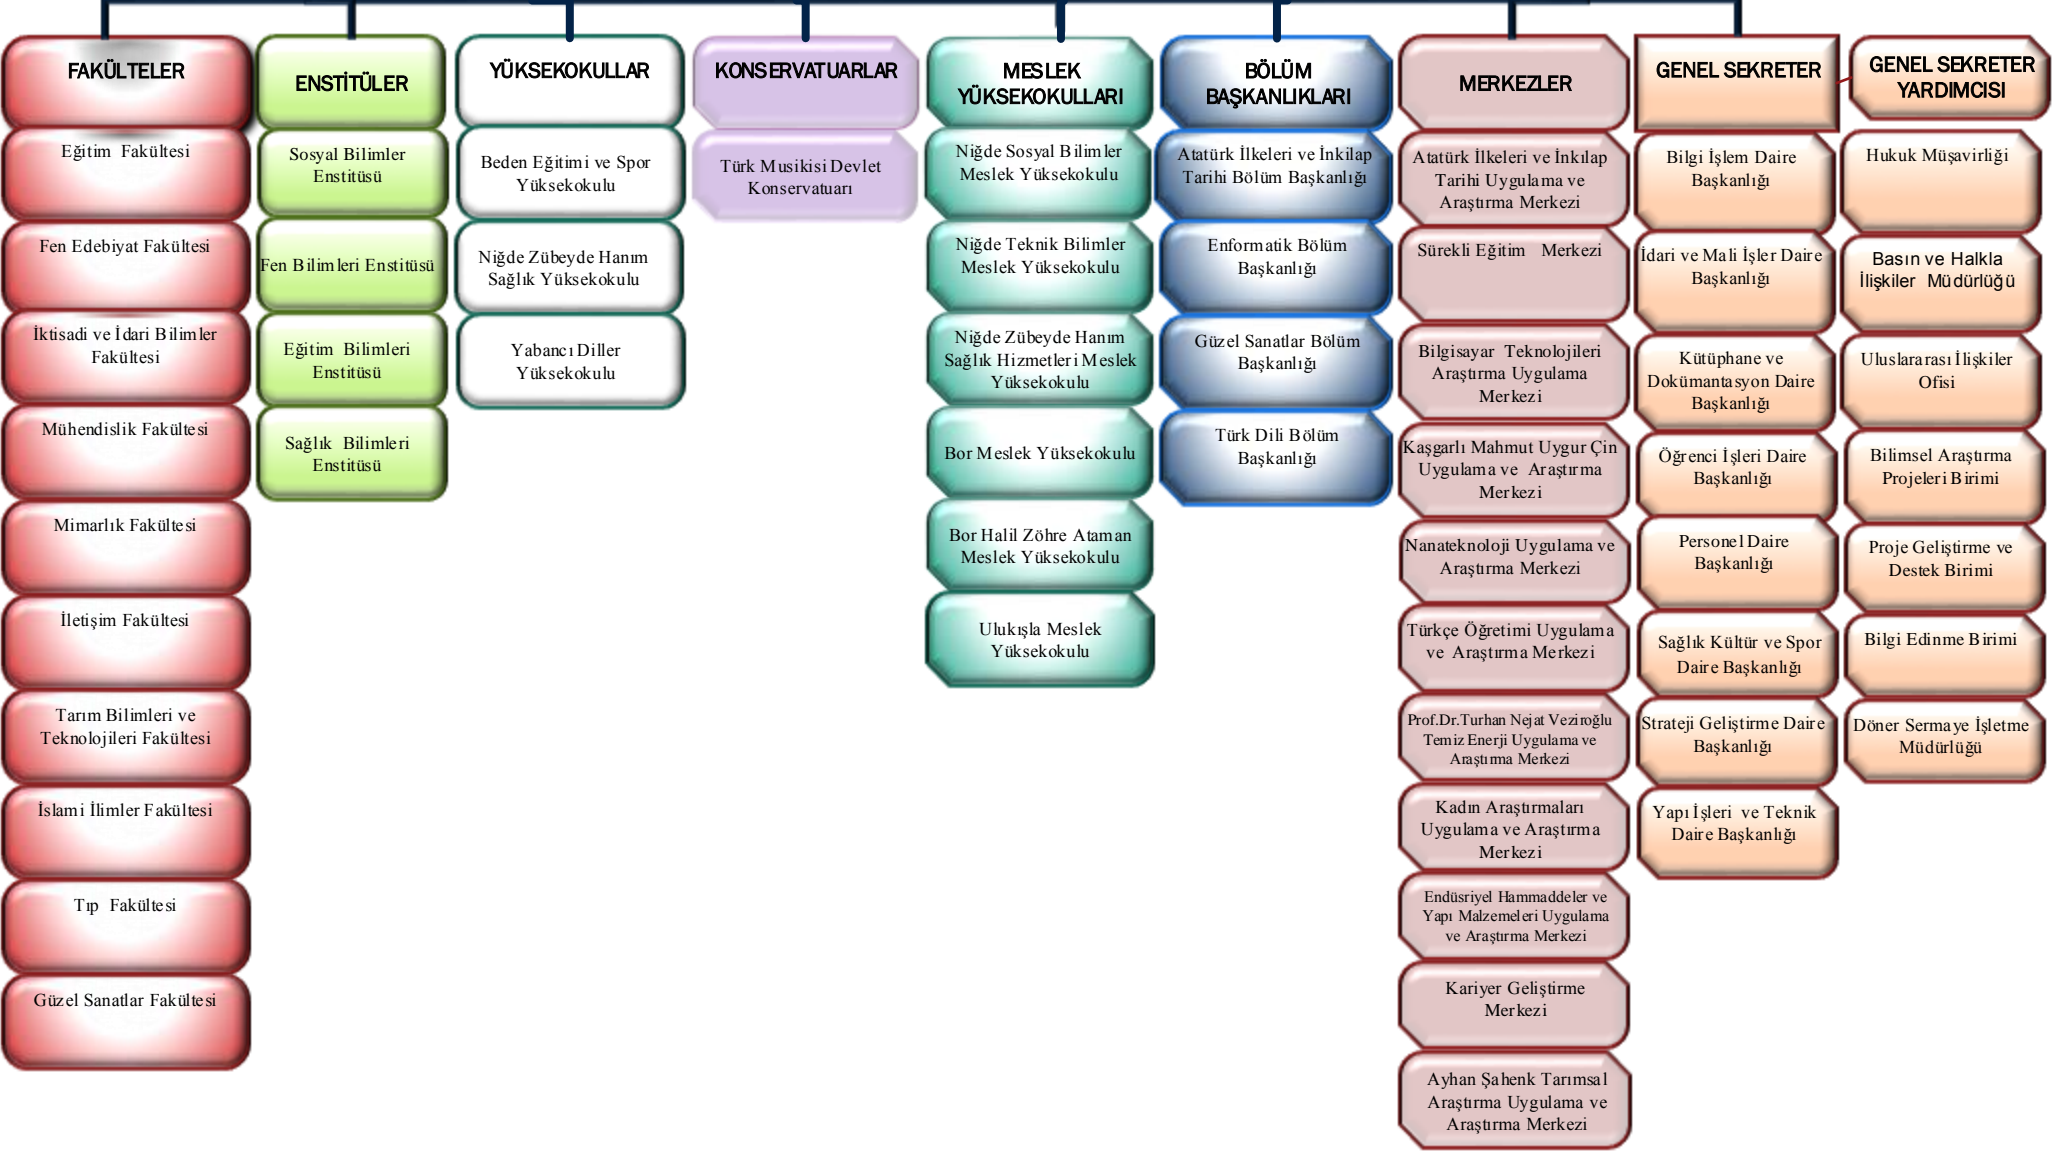 FAKÜLTELER
Eğitim Fakültesi
Fen Edebiyat Fakültesi
İktisadi ve İdari Bilimler
Fakültesi
Mühendislik Fakültesi
Mimarlık Fakültesi
İletişim Fakültesi
Tarım Bilimleri ve
Teknolojileri Fakültesi
İslami İlimler Fakültesi
Tıp Fakültesi
Güzel Sanatlar Fakültesi
ENSTİTÜLER
Sosyal Bilimler
Enstitüsü
Fen Bilimleri Enstitüsü
Eğitim Bilimleri
Enstitüsü
Sağlık Bilimleri
Enstitüsü
YÜKSEKOKULLAR
Beden Eğitimi ve Spor
Yüksekokulu
Niğde Zübeyde Hanım
Sağlık Yüksekokulu
Yabancı Diller
Yüksekokulu
KONSERVATUARLAR
Türk Musikisi Devlet
Konservatuarı
MESLEK
YÜKSEKOKULLARI
Niğde Sosyal Bilimler
Meslek Yüksekokulu
Niğde Teknik Bilimler
Meslek Yüksekokulu
Niğde Zübeyde Hanım
Sağlık Hizmetleri Meslek
Yüksekokulu
Bor Meslek Yüksekokulu
Bor Halil Zöhre Ataman
Meslek Yüksekokulu
Ulukışla Meslek
Yüksekokulu
BÖLÜM
BAŞKANLIKLARI
Atatürk İlkeleri ve İnkilap
Tarihi Bölüm Başkanlığı
Enformatik Bölüm
Başkanlığı
Güzel Sanatlar Bölüm
Başkanlığı
Türk Dili Bölüm
Başkanlığı
MERKEZLER
Atatürk İlkeleri ve İnkılap
Tarihi Uygulama ve
Araştırma Merkezi
Sürekli Eğitim Merkezi
Bilgisayar Teknolojileri
Araştırma Uygulama
Merkezi
Kaşgarlı Mahmut Uygur Çin
Uygulama ve Araştırma
Merkezi
Nanateknoloji Uygulama ve
Araştırma Merkezi
Türkçe Öğretimi Uygulama
ve Araştırma Merkezi
Prof.Dr.Turhan Nejat Veziroğlu
Temiz Enerji Uygulama ve
Araştırma Merkezi
Kadın Araştırmaları
Uygulama ve Araştırma
Merkezi
Endüsriyel Hammaddeler ve
Yapı Malzemeleri Uygulama
ve Araştırma Merkezi
Kariyer Geliştirme
Merkezi
Ayhan Şahenk Tarımsal
Araştırma Uygulama ve
Araştırma Merkezi
GENEL SEKRETER
Bilgi İşlem Daire
Başkanlığı
İdari ve Mali İşler Daire
Başkanlığı
Kütüphane ve
Dokümantasyon Daire
Başkanlığı
Öğrenci İşleri Daire
Başkanlığı
Personel Daire
Başkanlığı
Sağlık Kültür ve Spor
Daire Başkanlığı
Strateji Geliştirme Daire
Başkanlığı
Yapı İşleri ve Teknik
Daire Başkanlığı
GENEL SEKRETER
YARDIMCISI
Hukuk Müşavirliği
Basın ve Halkla
İlişkiler Müdürlüğü
Uluslararası İlişkiler
Ofisi
Bilimsel Araştırma
Projeleri Birimi
Proje Geliştirme ve
Destek Birimi
Bilgi Edinme Birimi
Döner Sermaye İşletme
Müdürlüğü